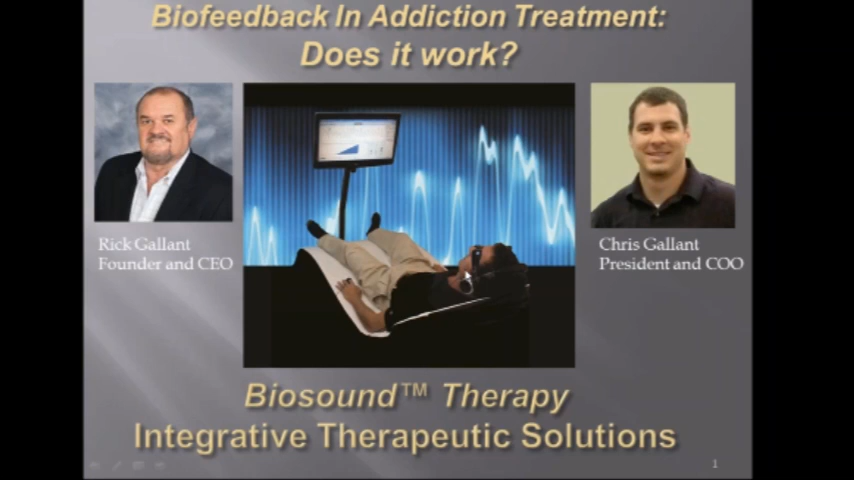 Biofeedback In Addiction Treatment:
Does it work?
Rick Gallant
Founder and CEO
Chris Gallant
President and COO
Biosound™ Therapy
Integrative Therapeutic Solutions
1